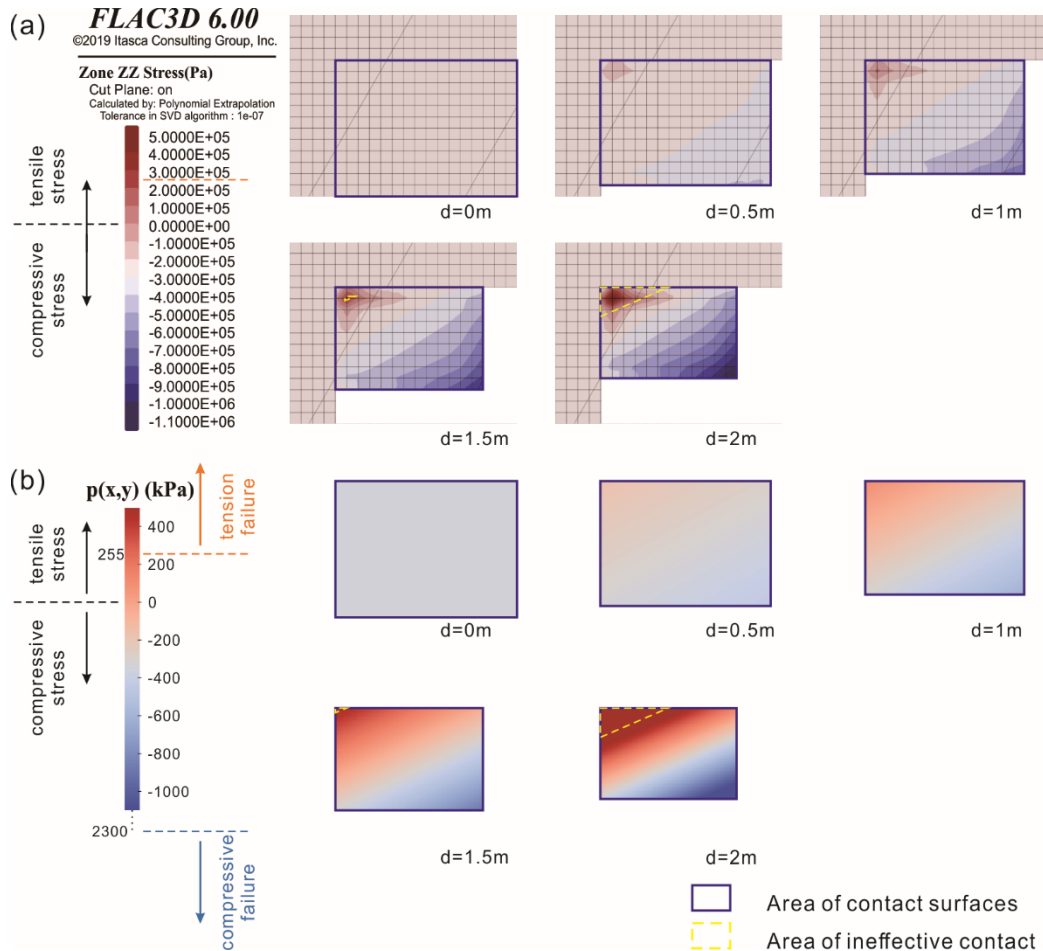 (a)
FLAC3D 6.00
©2019 Itasca Consulting Group, Inc.
Zone ZZ Stress(Pa)
Cut Plane: on
Calculated by: Polynomial Extrapolation
Tolerance in SVD algorithm : 1e-07
5.0000E+05
4.0000E+05
3.0000E+05
2.0000E+05
1.0000E+05
0.0000E+00
-1.0000E+05
-2.0000E+05
-3.0000E+05
-4.0000E+05
-5.0000E+05
-6.0000E+05
-7.0000E+05
-8.0000E+05
-9.0000E+05
-1.0000E+06
-1.1000E+06
tensile
stress
compressive
stress
d=0m
d=0.5m
d=1m
d=1.5m
d=2m
(b)
p(x,y) (kPa)
400
255
200
0
-200
-400
-600
-800
-1000
2300
tensile
stress
compressive
stress
tension
failure
compressive
failure
d=0m
d=0.5m
d=1m
d=1.5m
d=2m
Area of contact surfaces
Area of ineffective contact